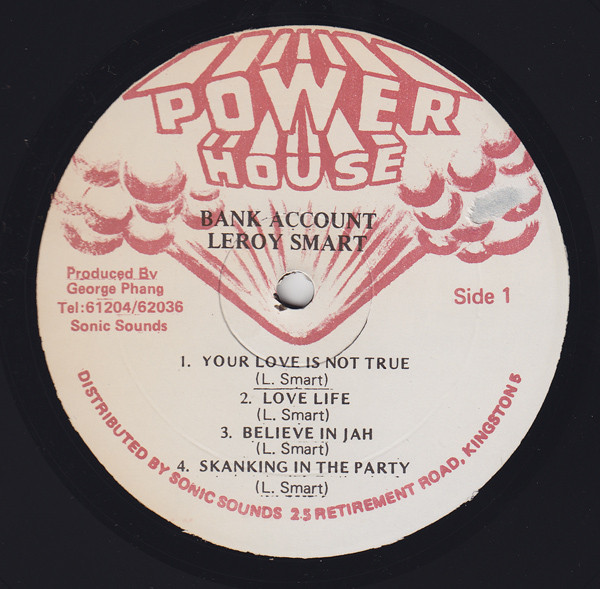 POWER
HOUSE
BANK ACCOUNT
LEROY SMART
Produced By
George Phang
Tel:61204/62036
Sonic Sounds
Side 1
1. YOUR LOVE IS NOT TRUE
(L. Smart)
2. LOVE LIFE
(L. Smart)
3. BELIEVE IN JAH
(L. Smart)
4. SKANKING IN THE PARTY
(L. Smart)
DISTRIBUTED BY SONIC SOUNDS 25 RETIREMENT ROAD, KINGSTON 5